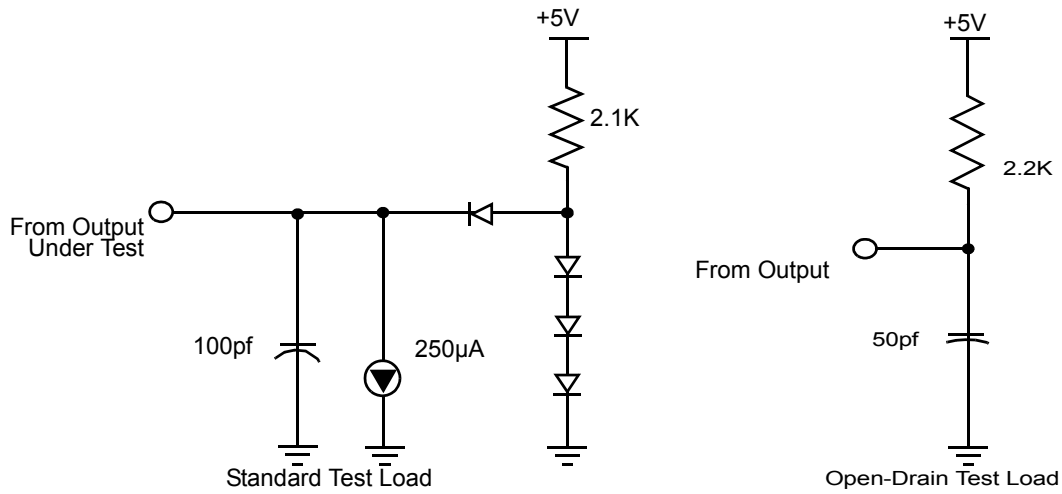 +5V
2.1K
From Output
Under Test
100pf
250µA
Standard Test Load
+5V
2.2K
From Output
50pf
Open-Drain Test Load